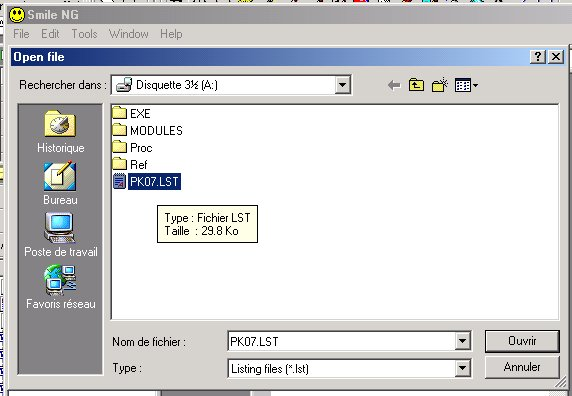 Smile NG
File Edit Tools Window Help
Open file
Rechercher dans : Disquette 3½ (A:)
Historique
Bureau
Poste de travail
Favoris réseau
EXE
MODULES
Proc
Ref
PK07.LST
Type : Fichier LST
Taille : 29.8 Ko
Nom de fichier : PK07.LST Ouvrir
Type : Listing files (*.lst) Annuler